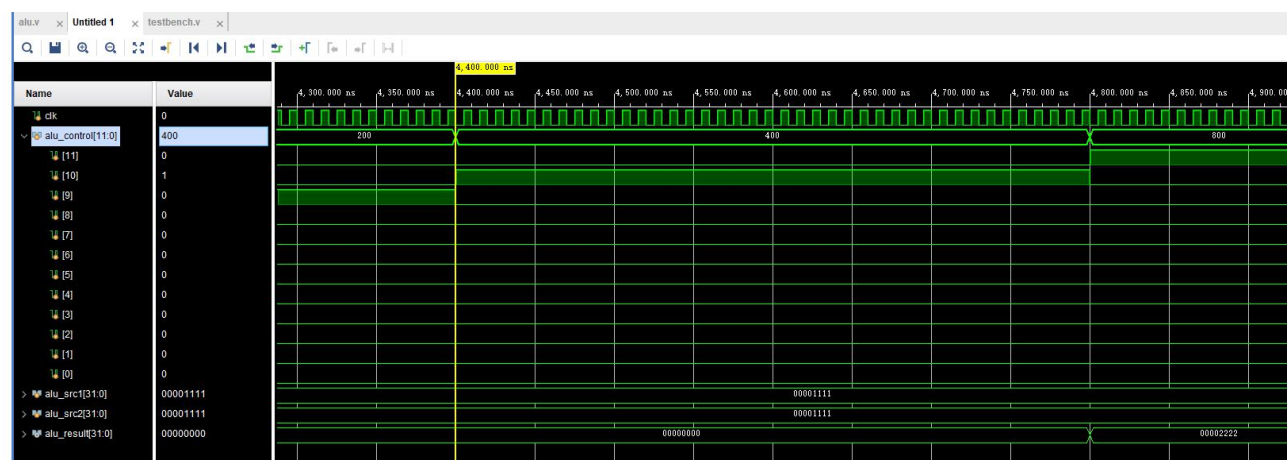 alu.v × Untitled 1 × testbench.v ×
4,400.000 ns
Name Value
4,300.000 ns 4,350.000 ns 4,400.000 ns 4,450.000 ns 4,500.000 ns 4,550.000 ns 4,600.000 ns 4,650.000 ns 4,700.000 ns 4,750.000 ns 4,800.000 ns 4,850.000 ns 4,900.00
clk 0
alu_control[11:0] 400 200 400 800
[11] 0
[10] 1
[9] 0
[8] 0
[7] 0
[6] 0
[5] 0
[4] 0
[3] 0
[2] 0
[1] 0
[0] 0
alu_src1[31:0] 00001111 00001111
alu_src2[31:0] 00001111 00001111
alu_result[31:0] 00000000 00000000 00002222